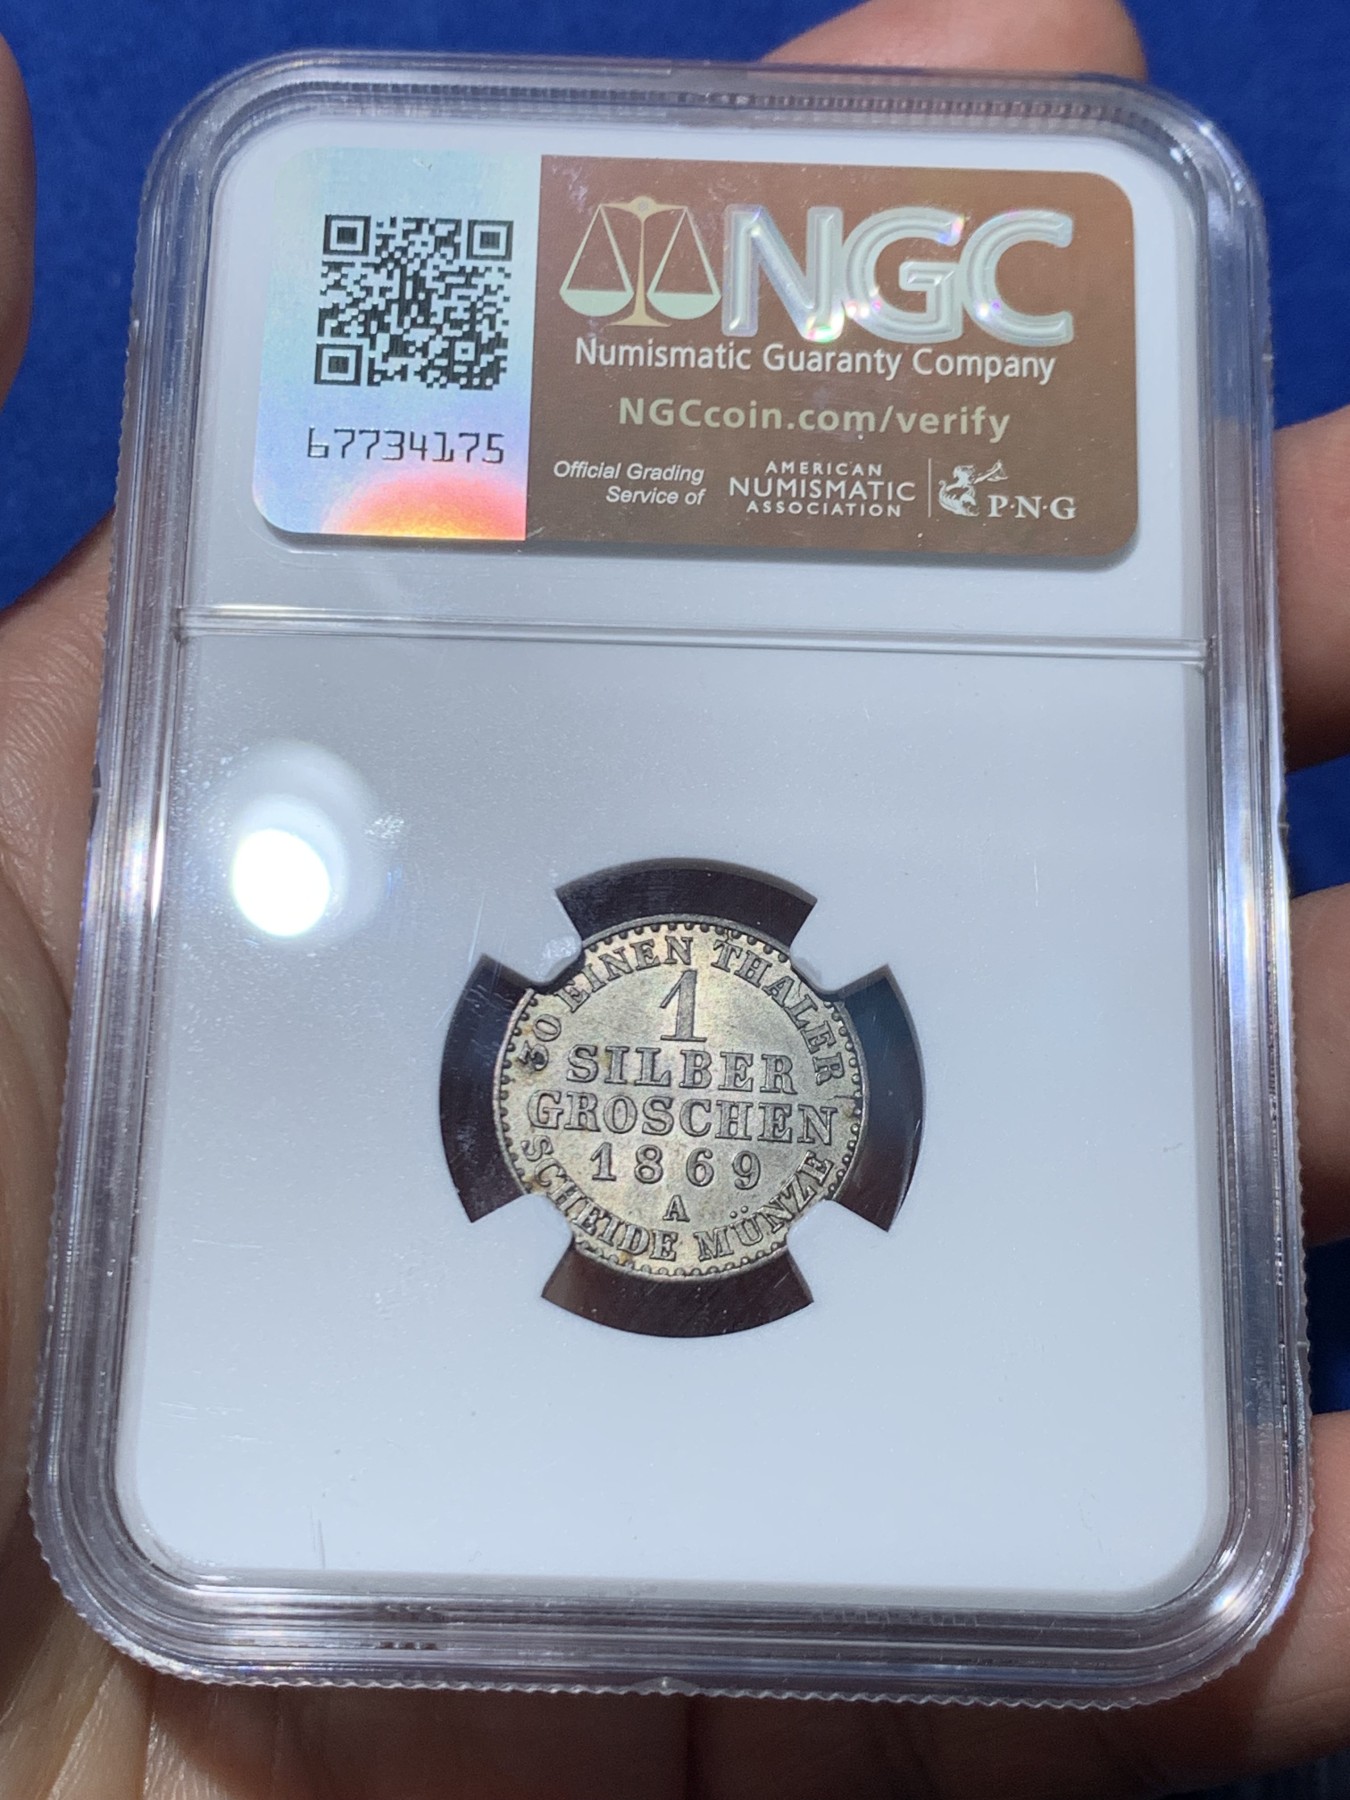 NGC
Numismatic Guaranty Company
NGCcoin.com/verify
67734175
Official Grading
Service of
AMERICAN
NUMISMATIC
ASSOCIATION
P·N·G
30 EINEN THALER
1
SILBER
GROSCHEN
1869
A
SCHEIDE MÜNZE